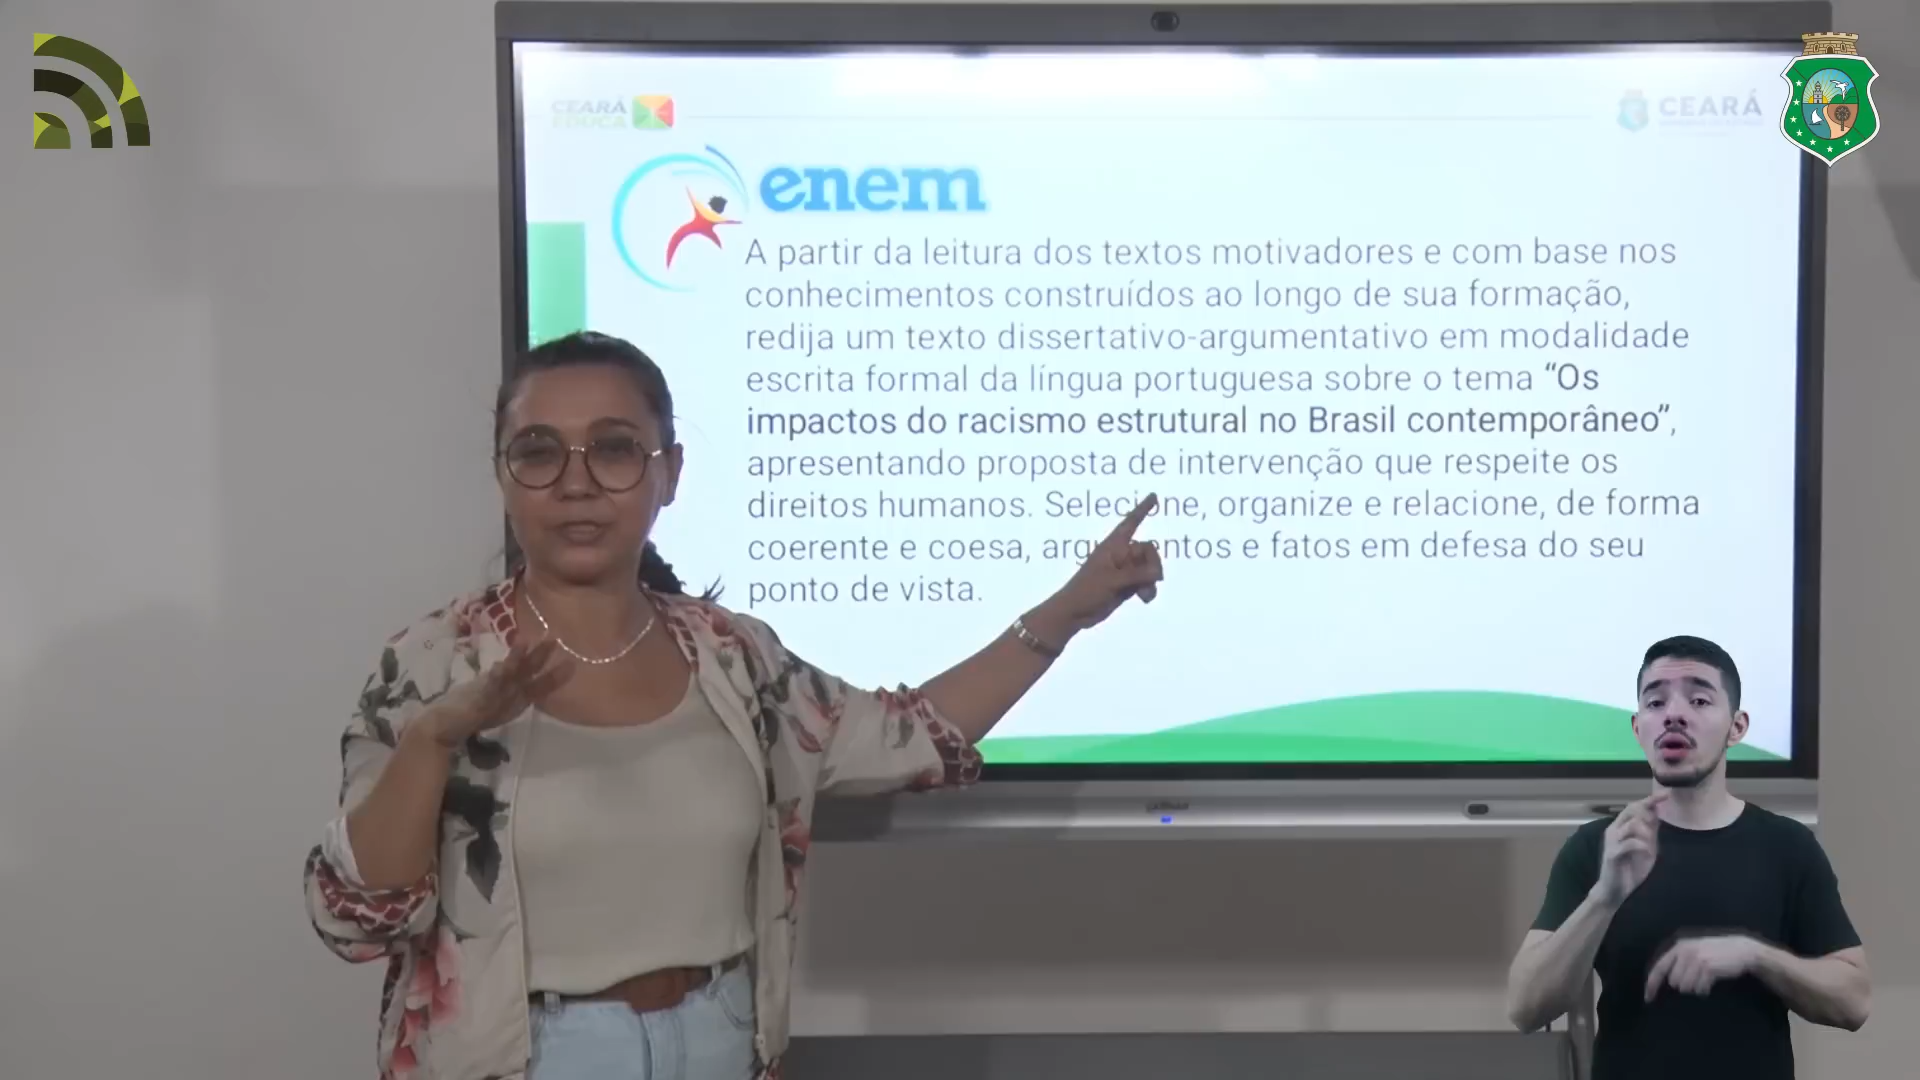 CEARÁ
EDUCA
CEARÁ
enem
A partir da leitura dos textos motivadores e com base nos
conhecimentos construídos ao longo de sua formação,
redija um texto dissertativo-argumentativo em modalidade
escrita formal da língua portuguesa sobre o tema “Os
impactos do racismo estrutural no Brasil contemporâneo”,
apresentando proposta de intervenção que respeite os
direitos humanos. Selecione, organize e relacione, de forma
coerente e coesa, argumentos e fatos em defesa do seu
ponto de vista.